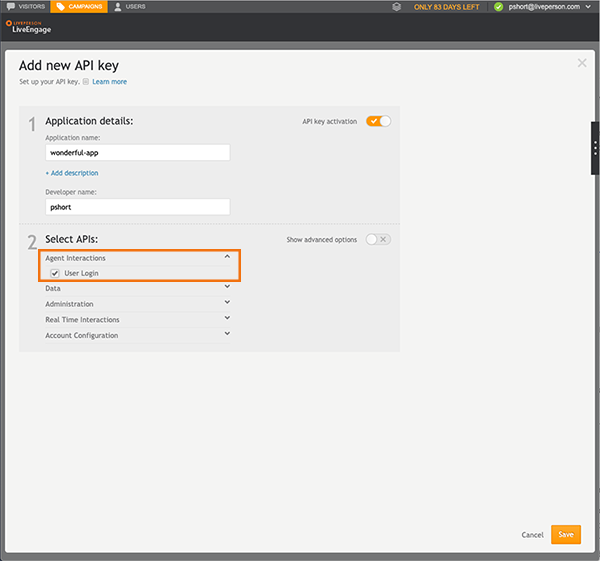 VISITORS CAMPAIGNS USERS ONLY 83 DAYS LEFT pshort@liveperson.com
LIVEPERSON
LiveEngage
Add new API key
Set up your API key. Learn more
1 Application details: API key activation
Application name:
wonderful-app
+ Add description
Developer name:
pshort
2 Select APIs: Show advanced options
Agent Interactions
User Login
Data
Administration
Real Time Interactions
Account Configuration
Cancel Save